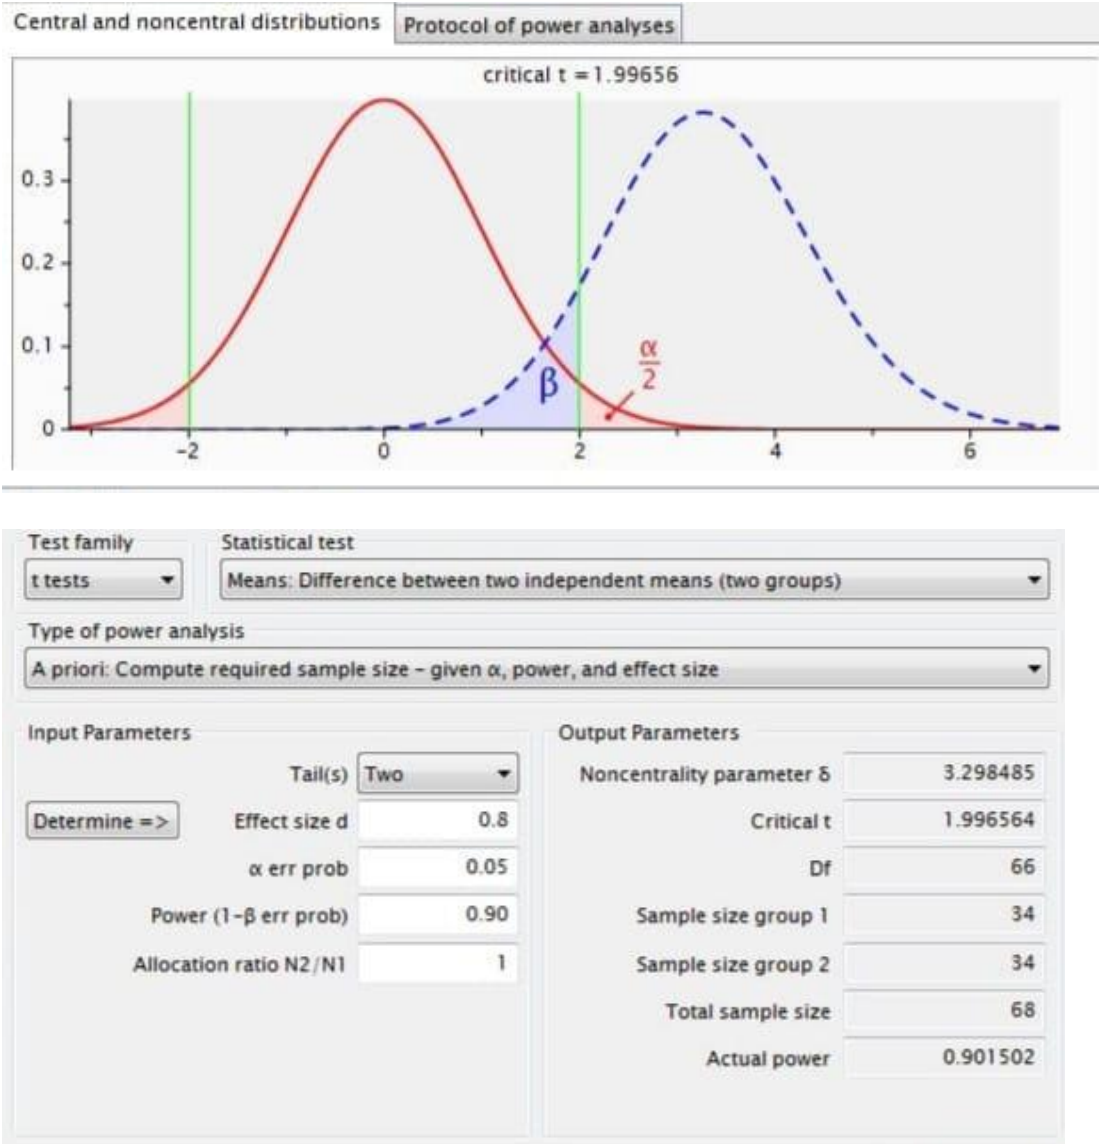 Central and noncentral distributions Protocol of power analyses
critical t = 1.99656
0.3
0.2
0.1
0
β
α
2
-2 0 2 4 6
Test family Statistical test
t tests Means: Difference between two independent means (two groups)
Type of power analysis
A priori: Compute required sample size – given α, power, and effect size
Input Parameters Output Parameters
Tail(s) Two Noncentrality parameter δ 3.298485
Determine => Effect size d 0.8 Critical t 1.996564
α err prob 0.05 Df 66
Power (1-β err prob) 0.90 Sample size group 1 34
Allocation ratio N2/N1 1 Sample size group 2 34
Total sample size 68
Actual power 0.901502